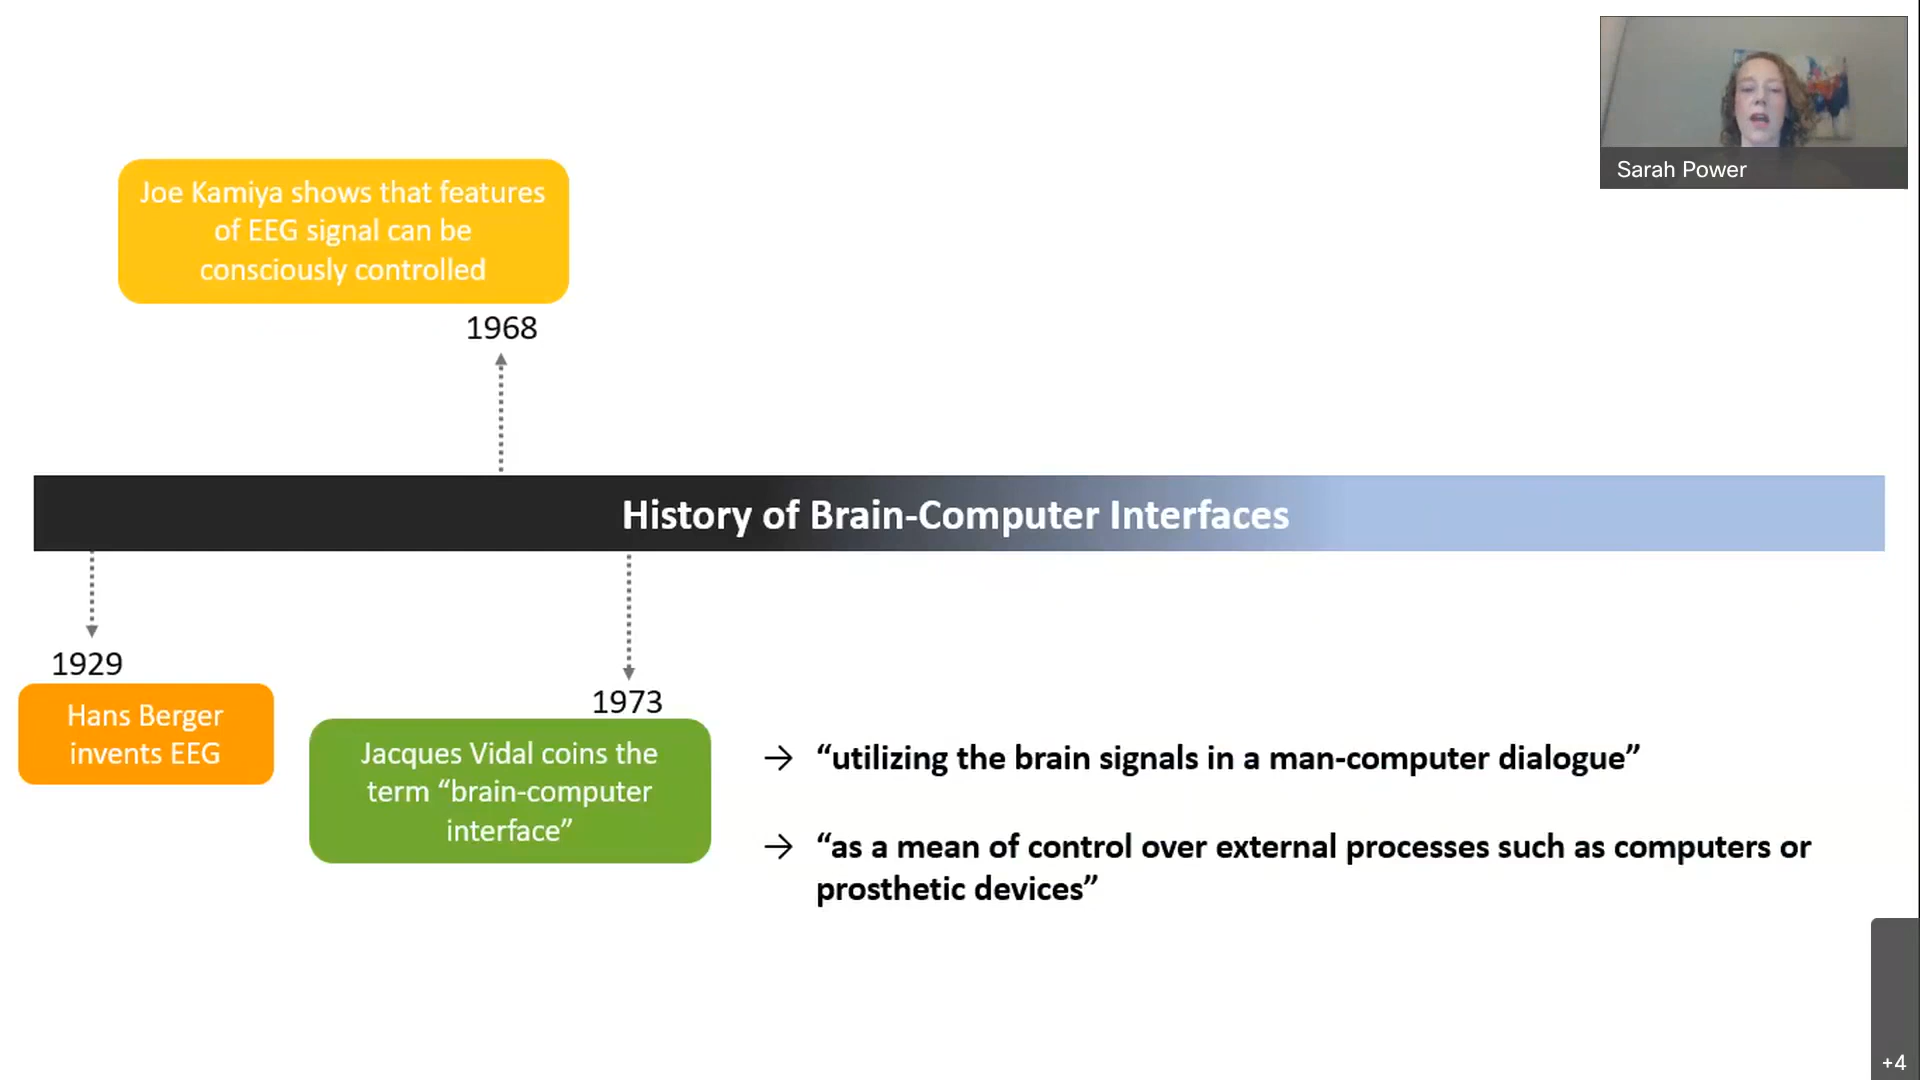 Sarah Power
Joe Kamiya shows that features
of EEG signal can be
consciously controlled
1968
History of Brain-Computer Interfaces
1929
Hans Berger
invents EEG
1973
Jacques Vidal coins the
term “brain-computer
interface”
→ “utilizing the brain signals in a man-computer dialogue”
→ “as a mean of control over external processes such as computers or
prosthetic devices”
+4